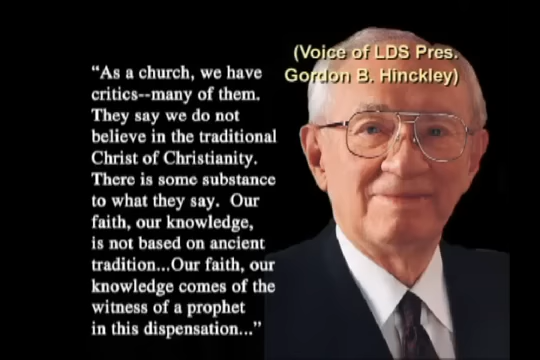 (Voice of LDS Pres.
Gordon B. Hinckley)
“As a church, we have
critics--many of them.
They say we do not
believe in the traditional
Christ of Christianity.
There is some substance
to what they say.  Our
faith, our knowledge,
is not based on ancient
tradition...Our faith, our
knowledge comes of the
witness of a prophet
in this dispensation...”